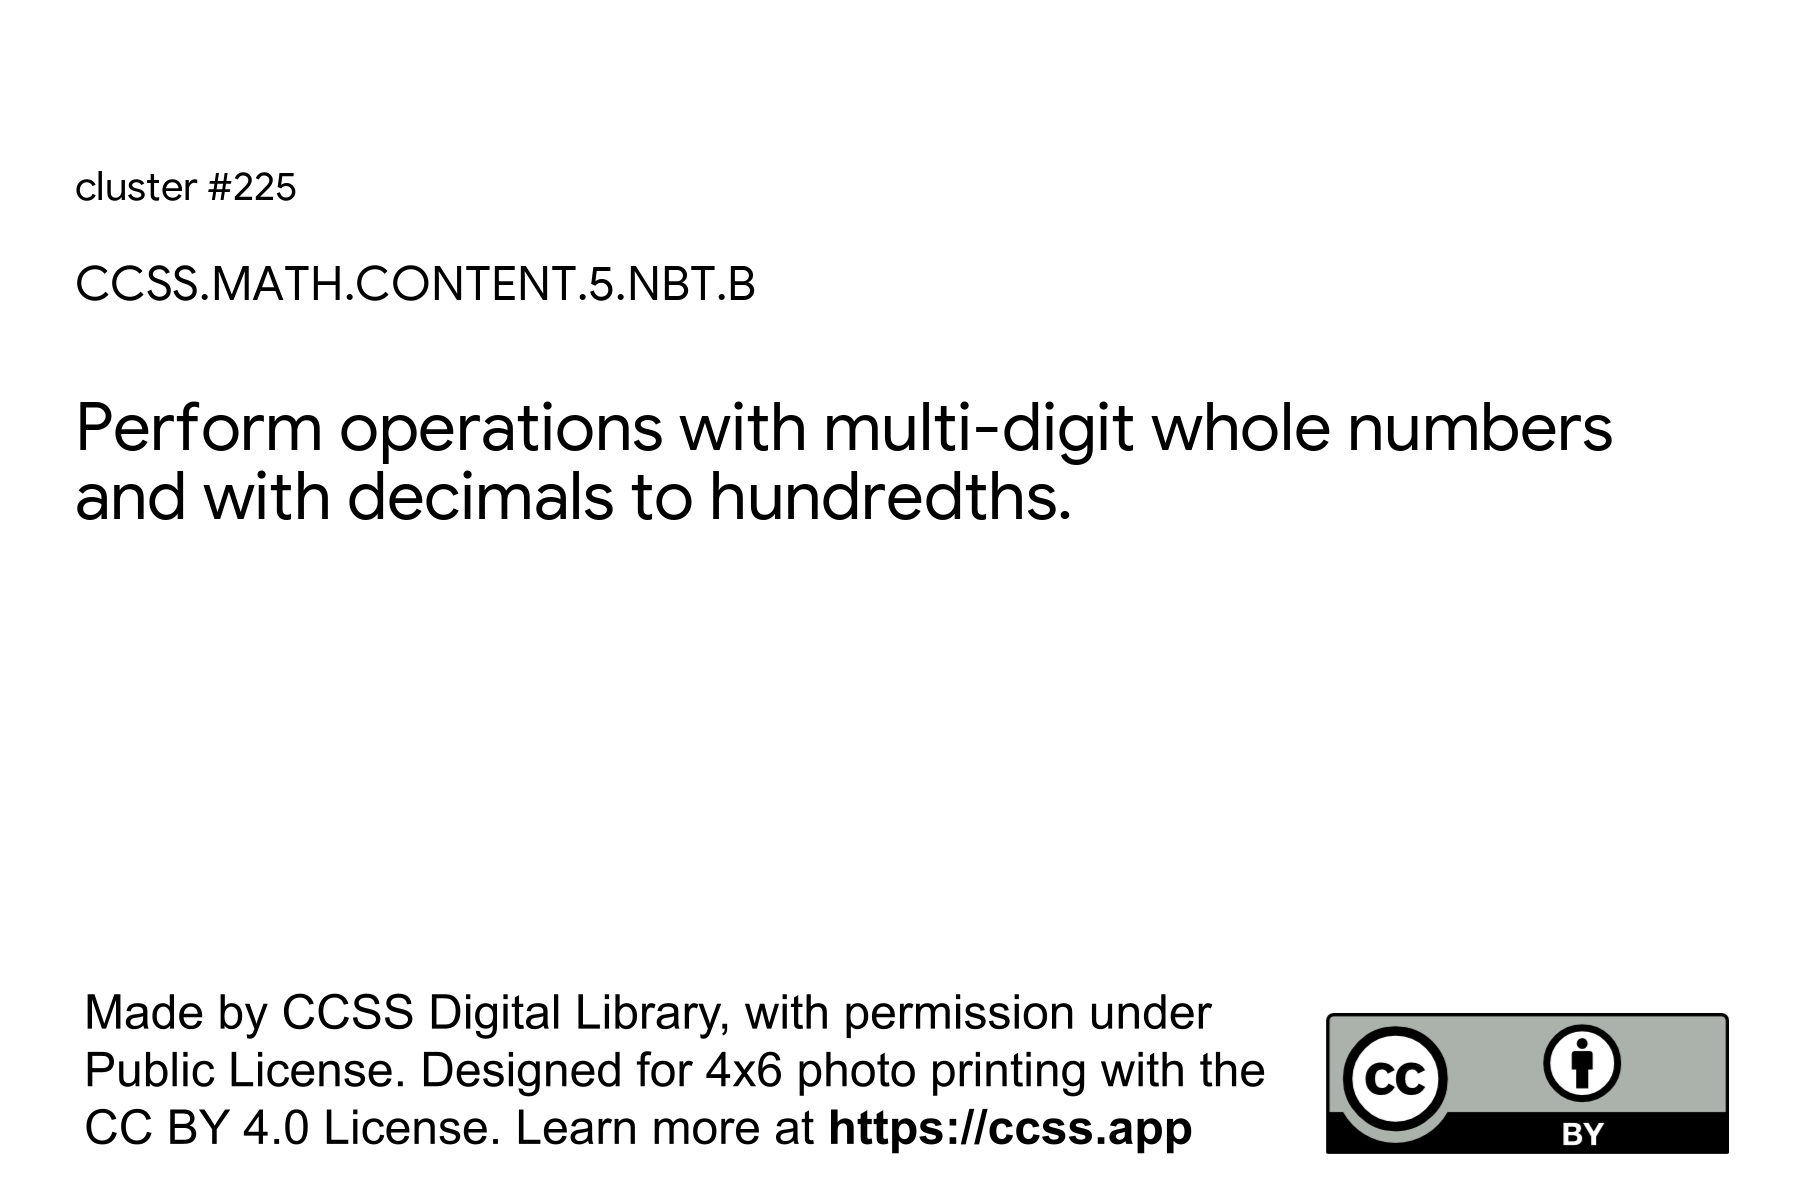 cluster #225
CCSS.MATH.CONTENT.5.NBT.B
Perform operations with multi-digit whole numbers
and with decimals to hundredths.
Made by CCSS Digital Library, with permission under
Public License. Designed for 4x6 photo printing with the
CC BY 4.0 License. Learn more at https://ccss.app
CC
BY